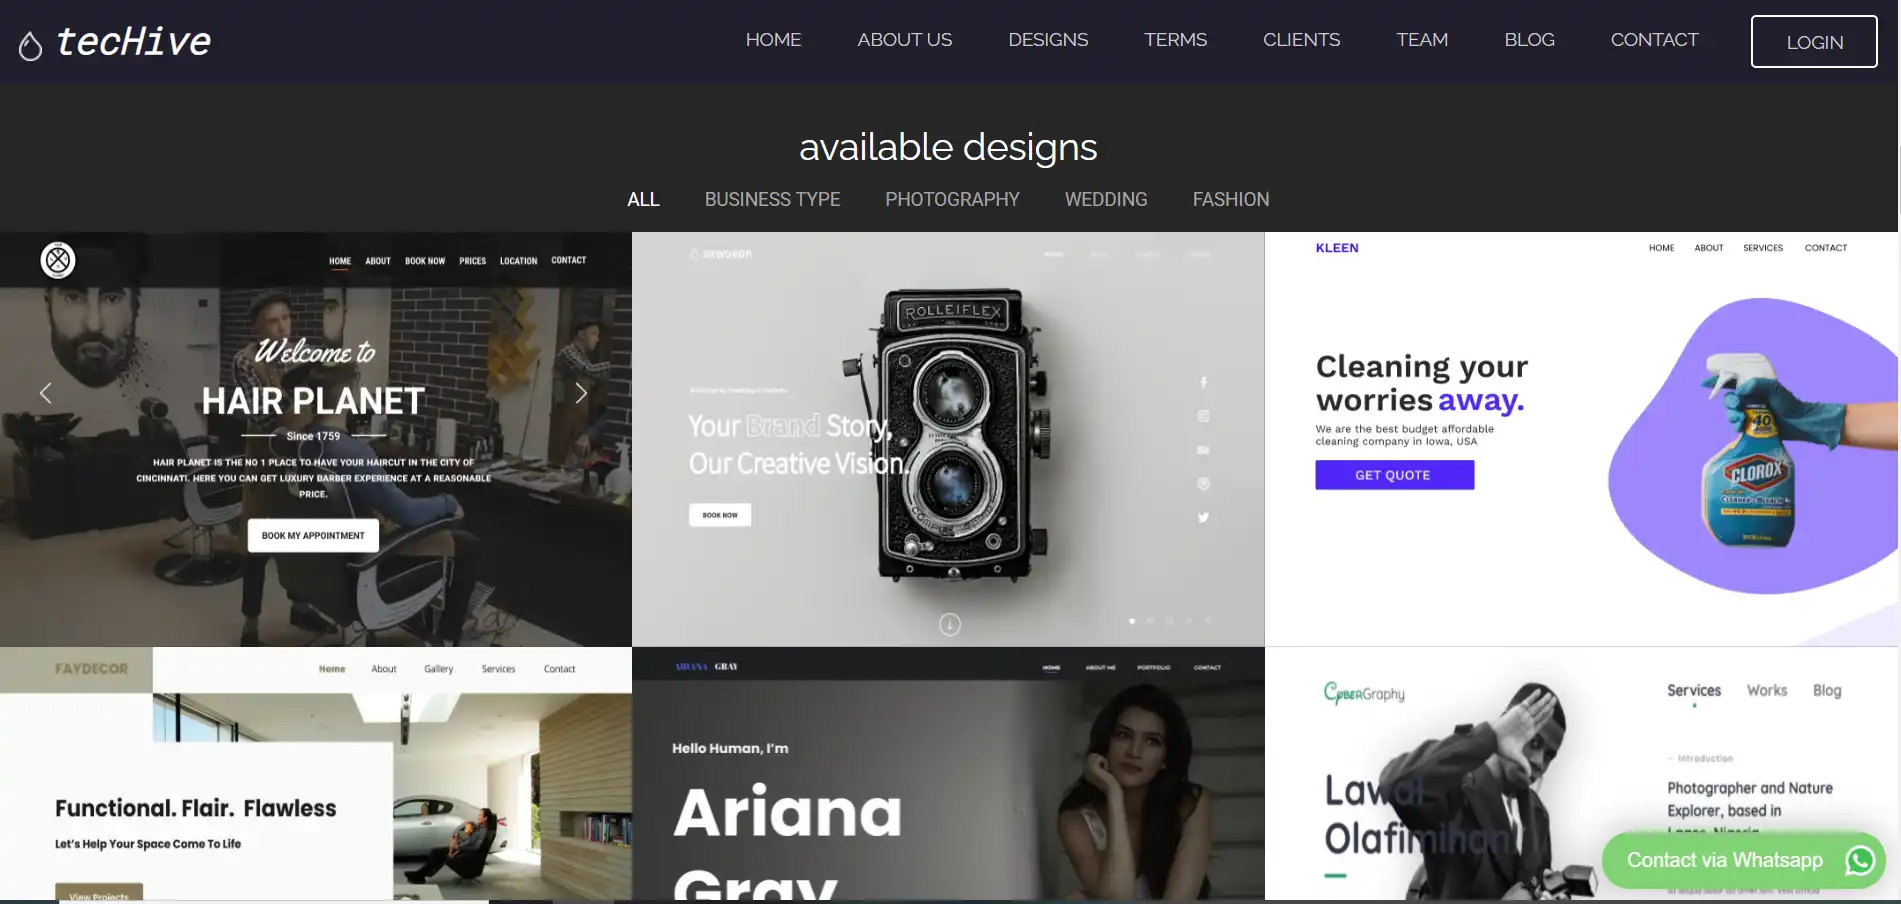 tecHive
HOME ABOUT US DESIGNS TERMS CLIENTS TEAM BLOG CONTACT LOGIN
available designs
ALL BUSINESS TYPE PHOTOGRAPHY WEDDING FASHION
HOME ABOUT BOOK NOW PRICES LOCATION CONTACT
Welcome to
HAIR PLANET
Since 1759
HAIR PLANET IS THE NO 1 PLACE TO HAVE YOUR HAIRCUT IN THE CITY OF
CINCINNATI. HERE YOU CAN GET LUXURY BARBER EXPERIENCE AT A REASONABLE
PRICE.
BOOK MY APPOINTMENT
ROLLEIFLEX
Your Brand Story,
Our Creative Vision.
BOOK NOW
KLEEN
HOME ABOUT SERVICES CONTACT
Cleaning your
worries away.
We are the best budget affordable
cleaning company in Iowa, USA
GET QUOTE
CLOROX
CLEANER + BLEACH
FAYDECOR
Home About Gallery Services Contact
Functional. Flair. Flawless
Let's Help Your Space Come To Life
View Projects
ARIANA GRAY
HOME ABOUT ME PORTFOLIO CONTACT
Hello Human, I'm
Ariana
Gray
CyberGraphy
Services Works Blog
Introduction
Photographer and Nature
Explorer, based in
Lagos, Nigeria
Lawal
Olafimihan
Contact via Whatsapp